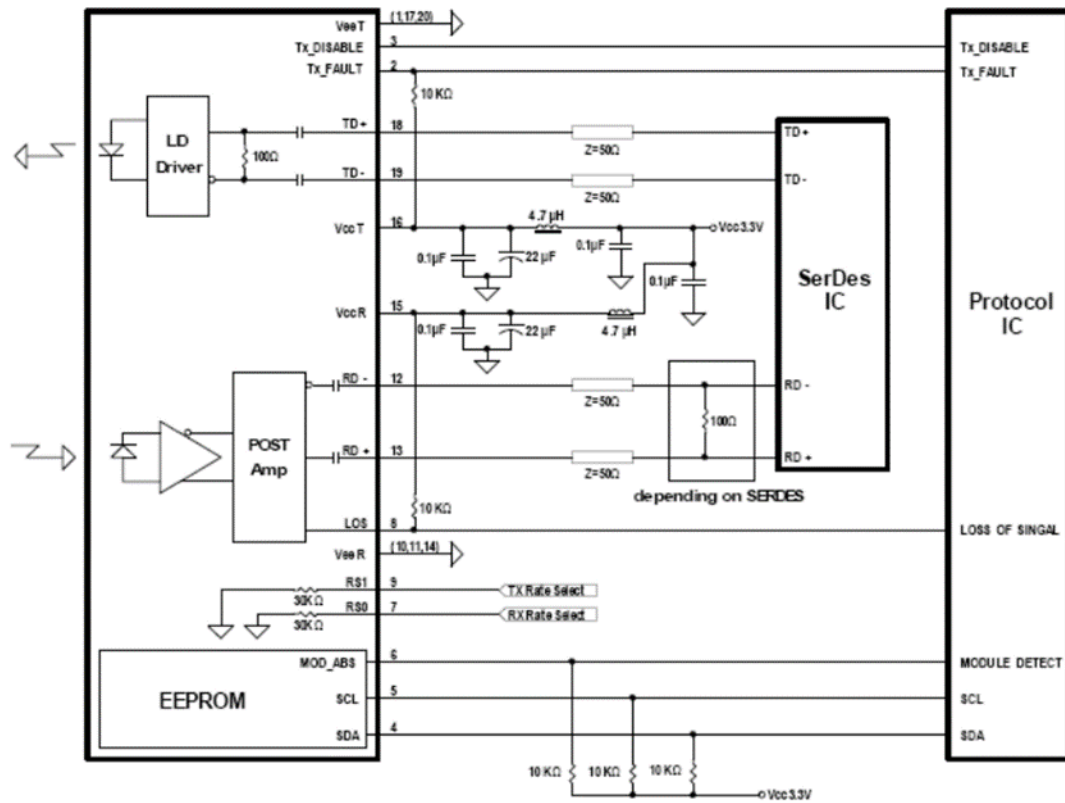 VeeT (1,17,20)
Tx_DISABLE 3 Tx_DISABLE
Tx_FAULT 2 Tx_FAULT
10 KΩ
LD
Driver
100Ω
TD+ 18 Z=50Ω TD+
TD- 19 Z=50Ω TD-
VccT 16 4.7 µH Vcc3.3V
0.1µF 22 µF 0.1µF 0.1µF
VccR 15 4.7 µH
0.1µF 22 µF
SerDes
IC
Protocol
IC
RD - 12 Z=50Ω RD -
100Ω
POST
Amp
RD + 13 Z=50Ω RD +
depending on SERDES
10 KΩ
LOS 8 LOSS OF SINGAL
VeeR (10,11,14)
RS1 9 TX Rate Select
30KΩ
RS0 7 RX Rate Select
30KΩ
EEPROM
MOD_ABS 6 MODULE DETECT
SCL 5 SCL
SDA 4 SDA
10 KΩ 10 KΩ 10 KΩ
Vcc3.3V